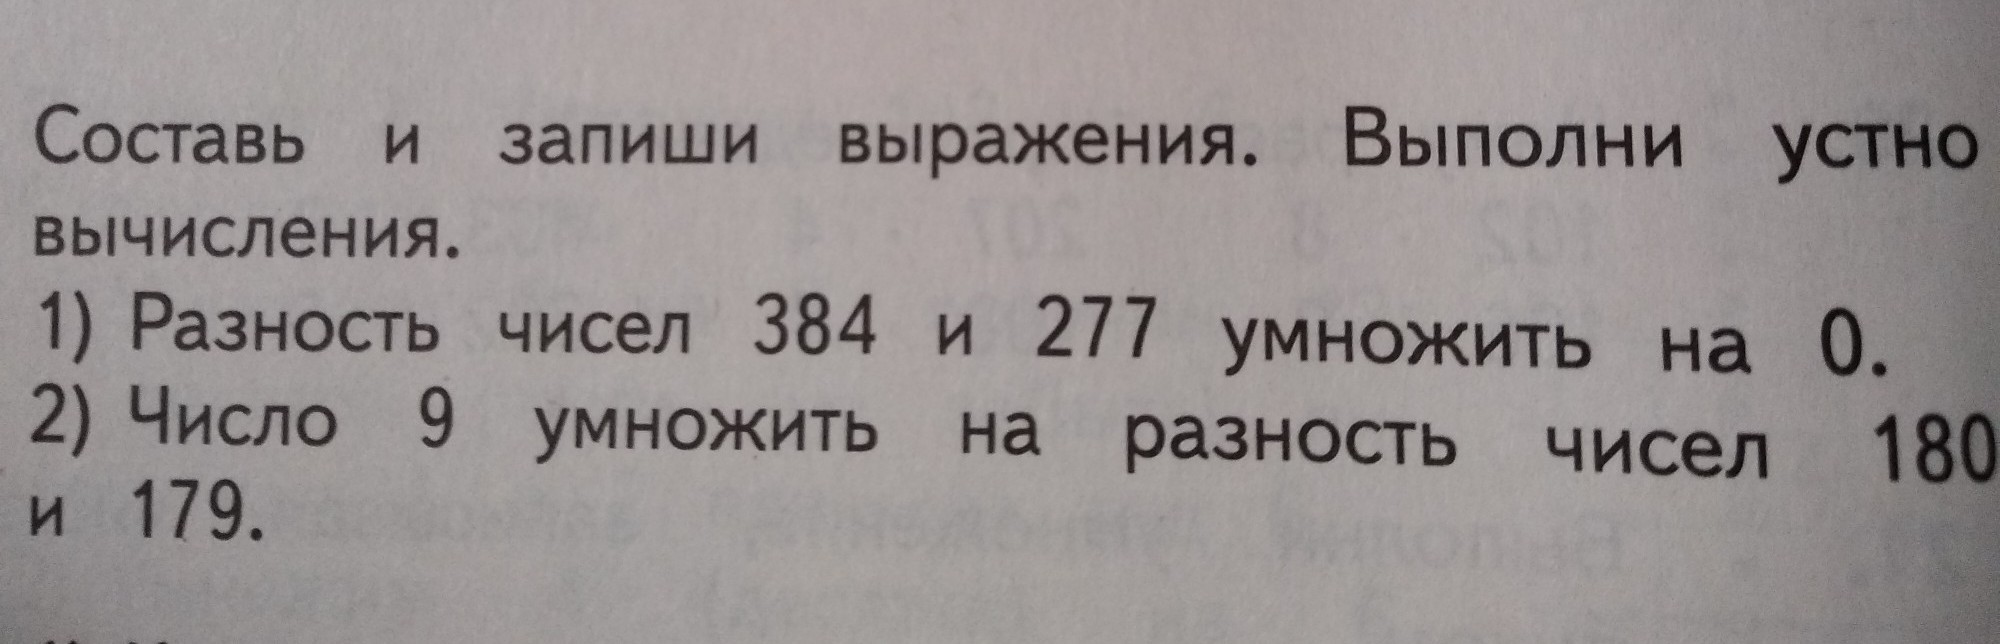 Составь и запиши выражения. Выполни устно
вычисления.
1) Разность чисел 384 и 277 умножить на 0.
2) Число 9 умножить на разность чисел 180
и 179.